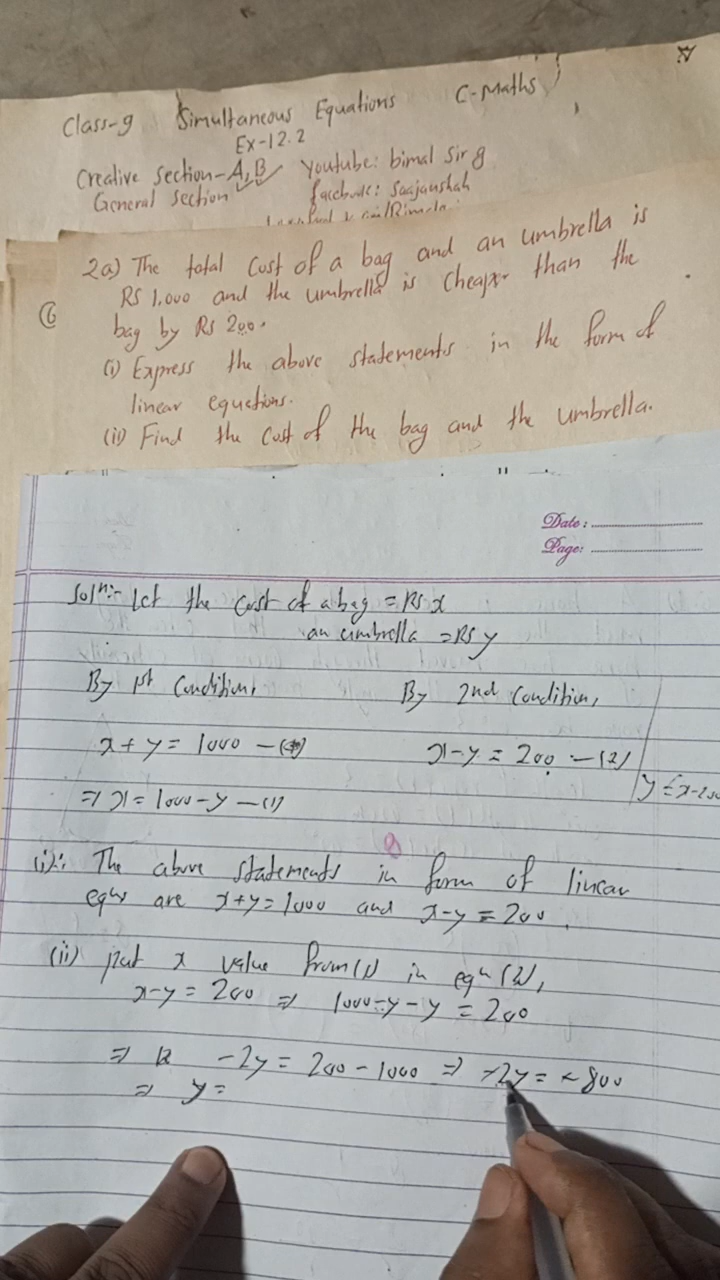 Class-9 Simultaneous Equations C-Maths
Ex-12.2
Creative Section-A,B Youtube: bimal Sir g
General Section facebook: Saajanshah
2a) The total Cost of a bag and an umbrella is
RS 1,000 and the umbrella is Cheaper than the
bag by Rs 200.
(i) Express the above statements in the form of
linear equations.
(ii) Find the Cost of the bag and the umbrella.
Date:
Page:
Solⁿ:- Let the Cost of a bag = RS x
an umbrella = RS y
By 1st Condition, By 2nd Condition,
x + y = 1000 x - y = 200 - (2)
⇒ x = 1000 - y - (1) y = x-200
(i): The above statements in form of linear
eqns are x+y=1000 and x-y = 200.
(ii) put x value from (1) in eqn (2),
x-y = 200 ⇒ 1000-y-y = 200
⇒ -2y = 200 - 1000 ⇒ -2y = -800
⇒ y =